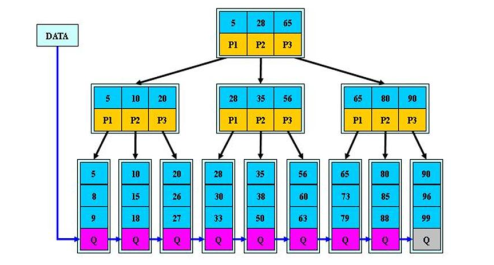 5 28 65
DATA
P1 P2 P3
5 10 20
28 35 56
65 80 90
P1 P2 P3
P1 P2 P3
P1 P2 P3
5 10 20 28 35 56 65 80 90
8 15 26 30 38 60 73 85 96
9 18 27 33 50 63 79 88 99
Q Q Q Q Q Q Q Q Q